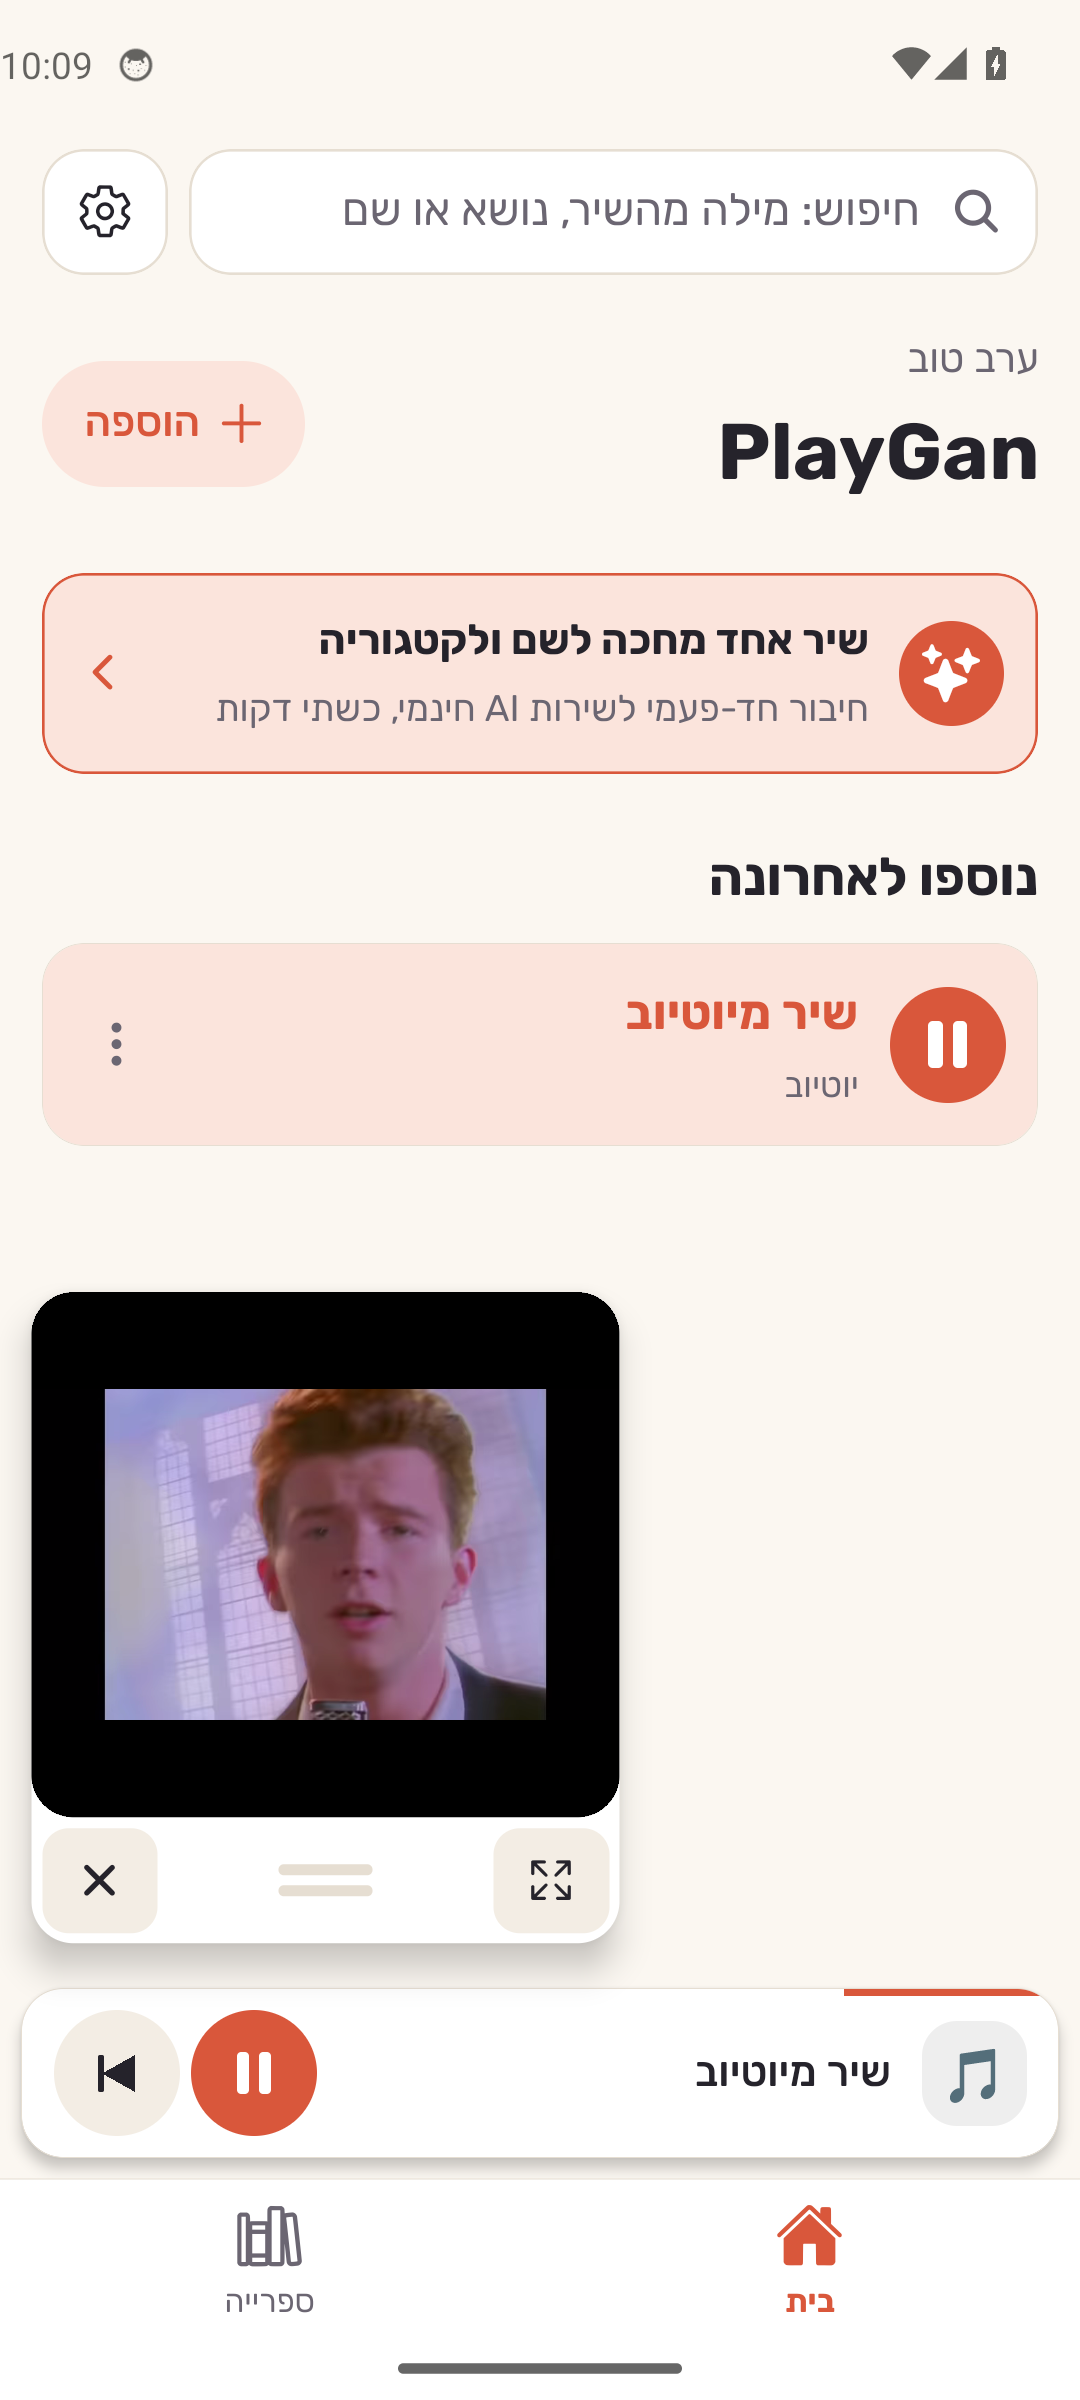 10:09
חיפוש: מילה מהשיר, נושא או שם
ערב טוב
PlayGan
הוספה
שיר אחד מחכה לשם ולקטגוריה
חיבור חד-פעמי לשירות AI חינמי, כשתי דקות
נוספו לאחרונה
שיר מיוטיוב
יוטיוב
שיר מיוטיוב
בית
ספרייה